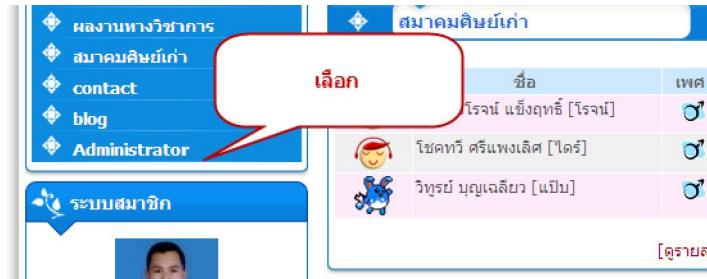 ผลงานทางวิชาการ
สมาคมศิษย์เก่า
contact
blog
Administrator
ระบบสมาชิก
เลือก
สมาคมศิษย์เก่า
ชื่อ เพศ
โรจน์ แข็งฤทธิ์ [โรจน์]
โชคทวี ศรีแพงเลิศ [ไดร์]
วิทูรย์ บุญเฉลียว [แป๊บ]
[ดูราย